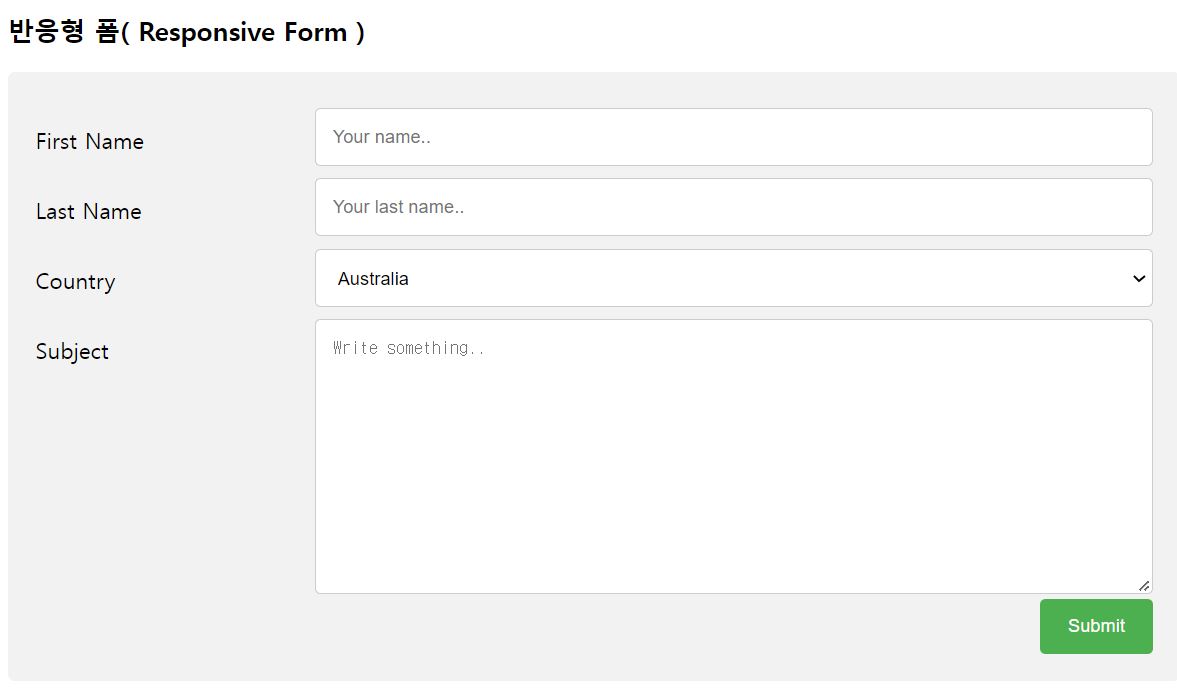 반응형 폼( Responsive Form )
First Name
Your name..
Last Name
Your last name..
Country
Australia
Subject
Write something..
Submit